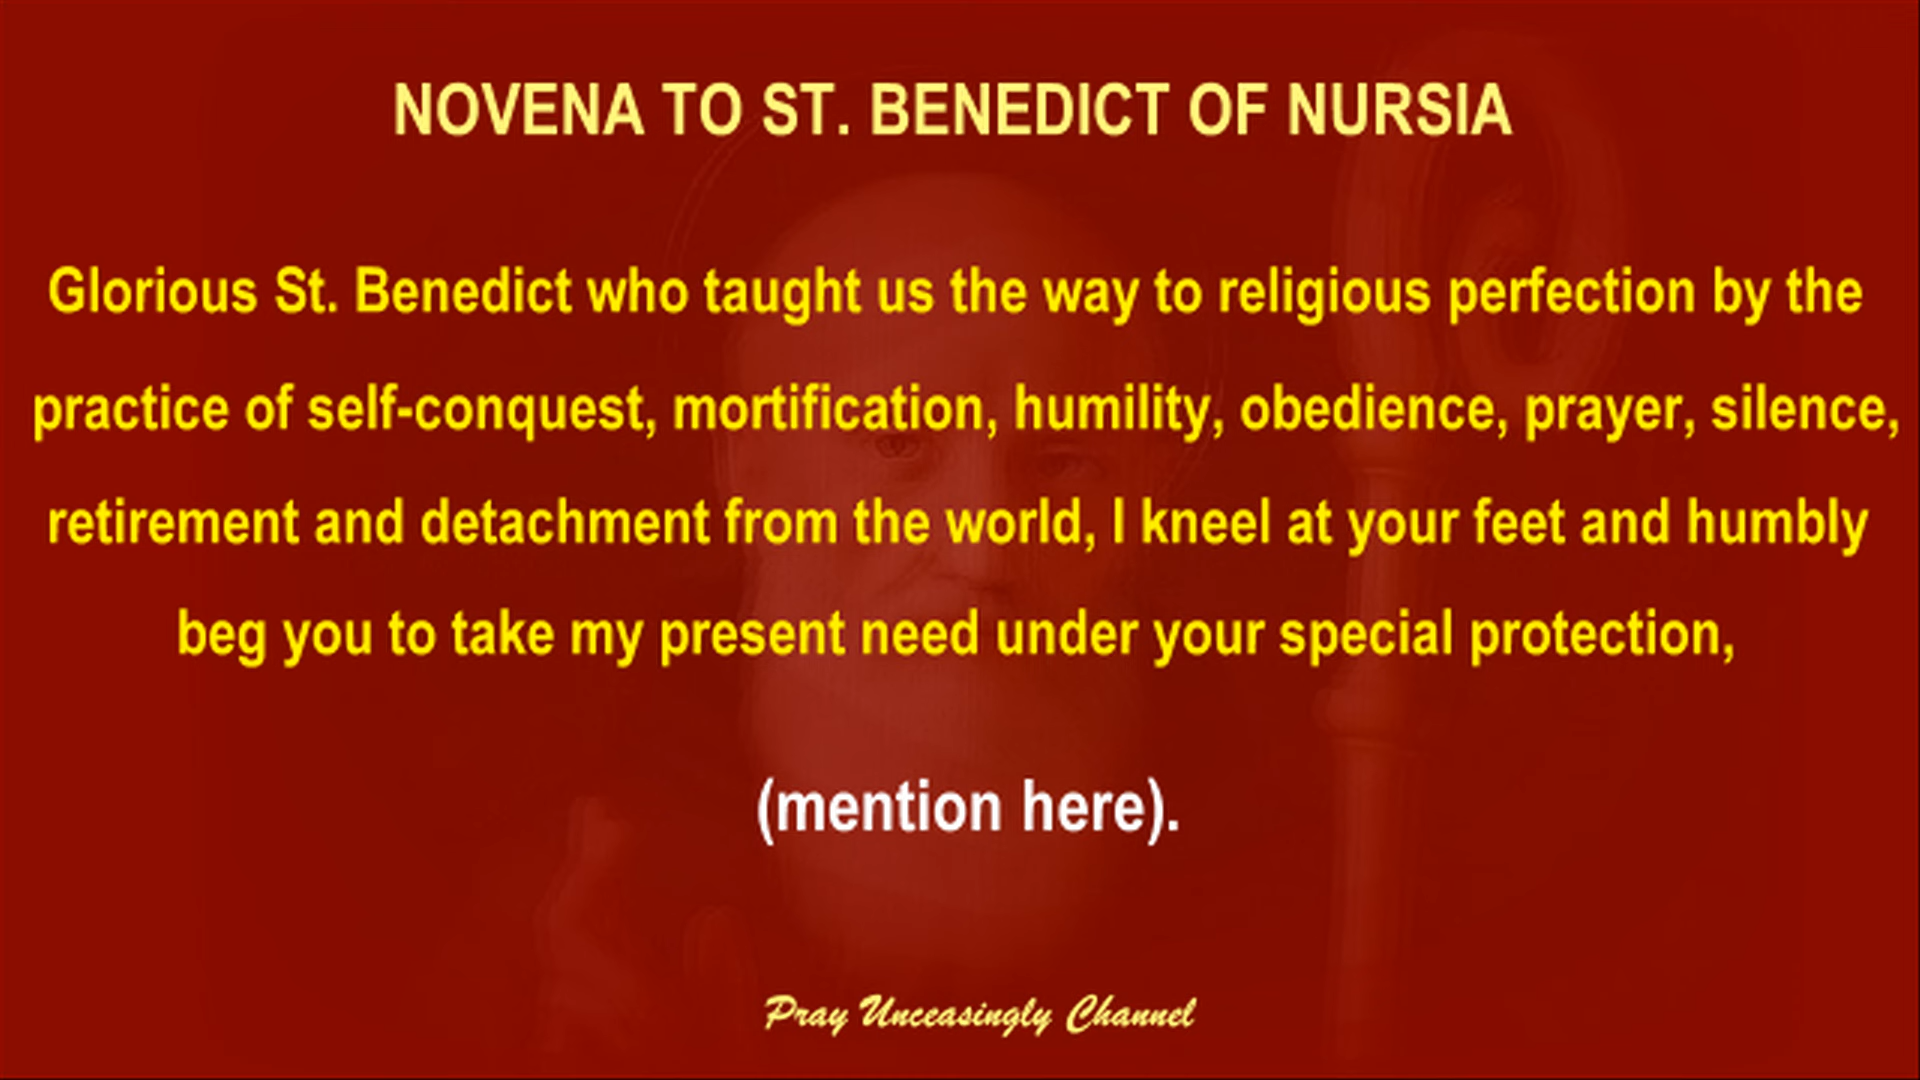 NOVENA TO ST. BENEDICT OF NURSIA
Glorious St. Benedict who taught us the way to religious perfection by the
practice of self-conquest, mortification, humility, obedience, prayer, silence,
retirement and detachment from the world, I kneel at your feet and humbly
beg you to take my present need under your special protection,
(mention here).
Pray Unceasingly Channel